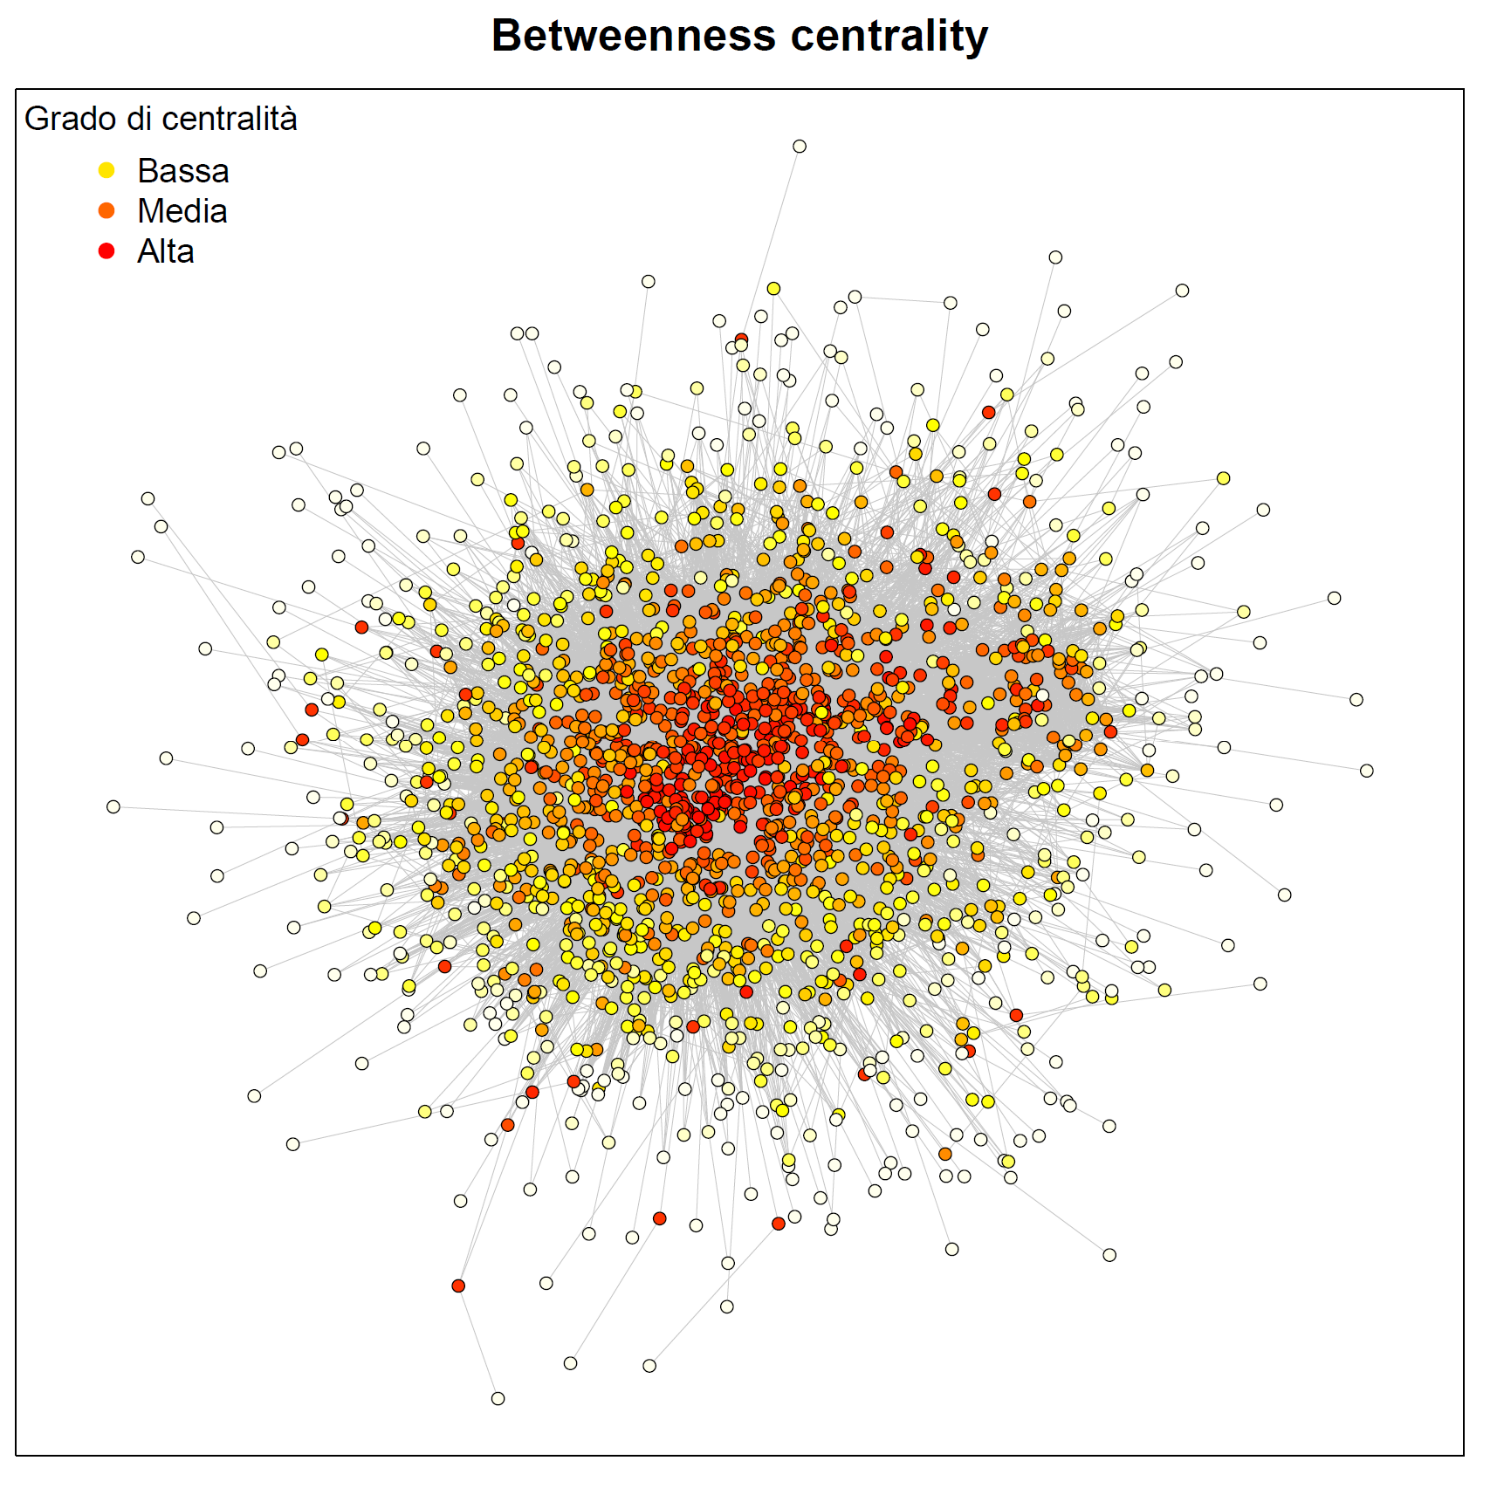 Betweenness centrality
Grado di centralità
Bassa
Media
Alta